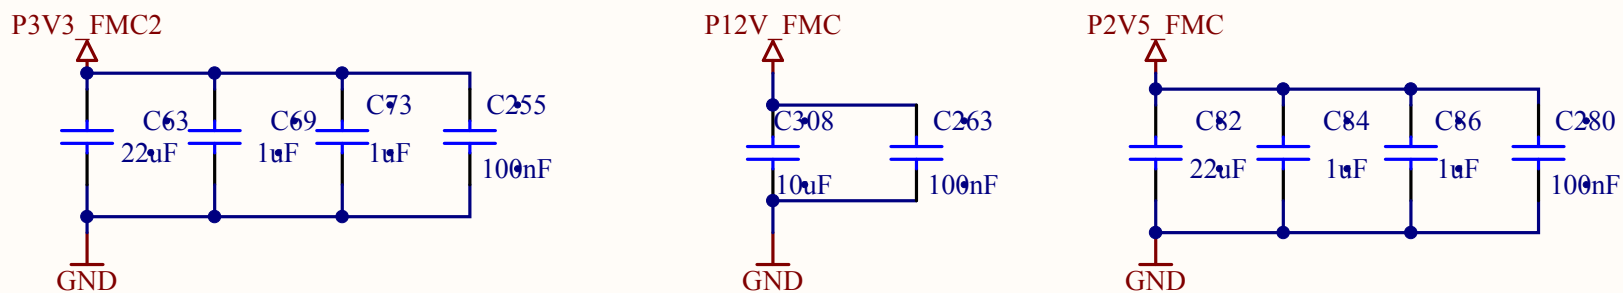 P3V3_FMC2
P12V_FMC
P2V5_FMC
C63
C69
C73
C255
22uF
1uF
1uF
100nF
GND
C308
C263
10uF
100nF
GND
C82
C84
C86
C280
22uF
1uF
1uF
100nF
GND